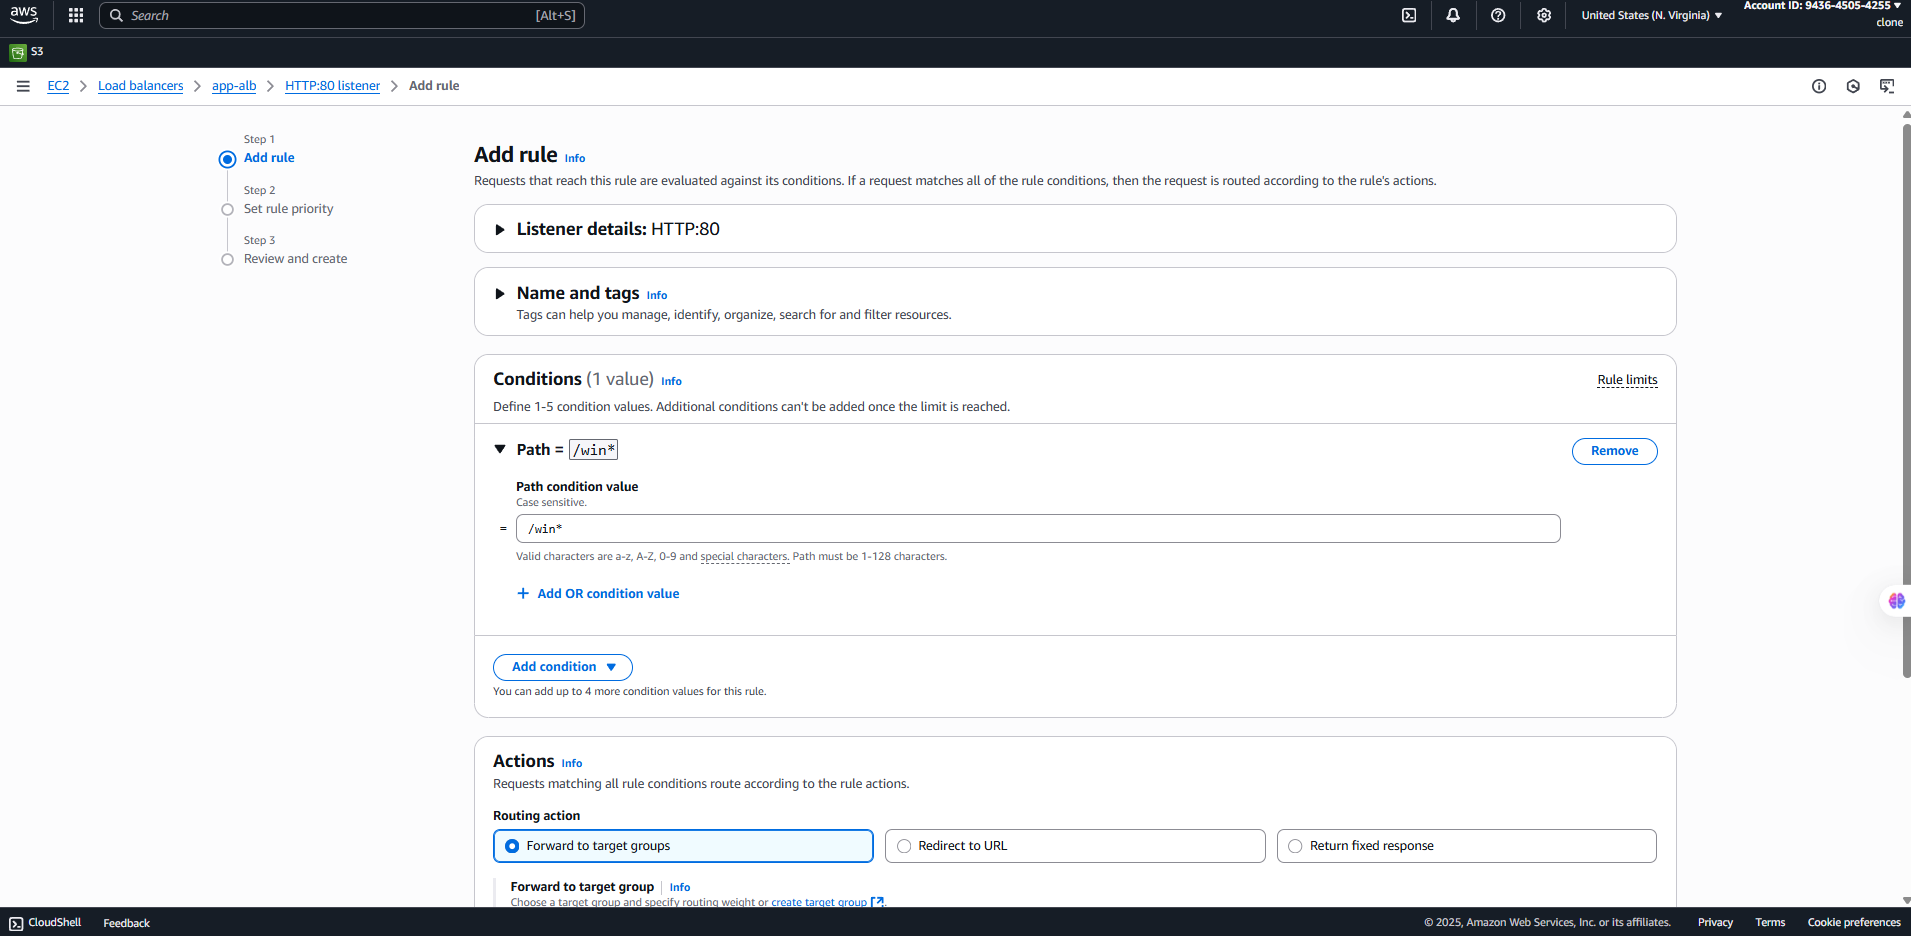 aws
Search
[Alt+S]
United States (N. Virginia)
Account ID: 9436-4505-4255
clone
S3
EC2
Load balancers
app-alb
HTTP:80 listener
Add rule
Step 1
Add rule
Step 2
Set rule priority
Step 3
Review and create
Add rule Info
Requests that reach this rule are evaluated against its conditions. If a request matches all of the rule conditions, then the request is routed according to the rule's actions.
Listener details: HTTP:80
Name and tags Info
Tags can help you manage, identify, organize, search for and filter resources.
Conditions (1 value) Info
Rule limits
Define 1-5 condition values. Additional conditions can't be added once the limit is reached.
Path = /win*
Remove
Path condition value
Case sensitive.
= /win*
Valid characters are a-z, A-Z, 0-9 and special characters. Path must be 1-128 characters.
+ Add OR condition value
Add condition
You can add up to 4 more condition values for this rule.
Actions Info
Requests matching all rule conditions route according to the rule actions.
Routing action
Forward to target groups
Redirect to URL
Return fixed response
Forward to target group Info
Choose a target group and specify routing weight or create target group
CloudShell
Feedback
© 2025, Amazon Web Services, Inc. or its affiliates.
Privacy
Terms
Cookie preferences